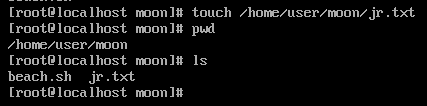 [root@localhost moon]# touch /home/user/moon/jr.txt
[root@localhost moon]# pwd
/home/user/moon
[root@localhost moon]# ls
beach.sh  jr.txt
[root@localhost moon]#